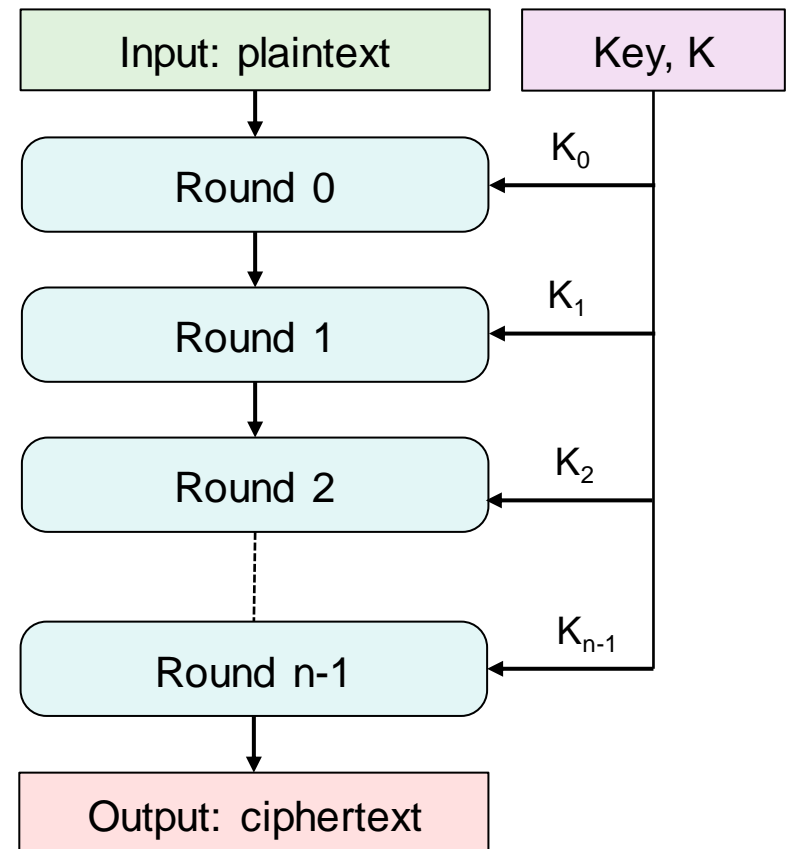 Input: plaintext
Key, K
K₀
Round 0
K₁
Round 1
K₂
Round 2
Kₙ₋₁
Round n-1
Output: ciphertext